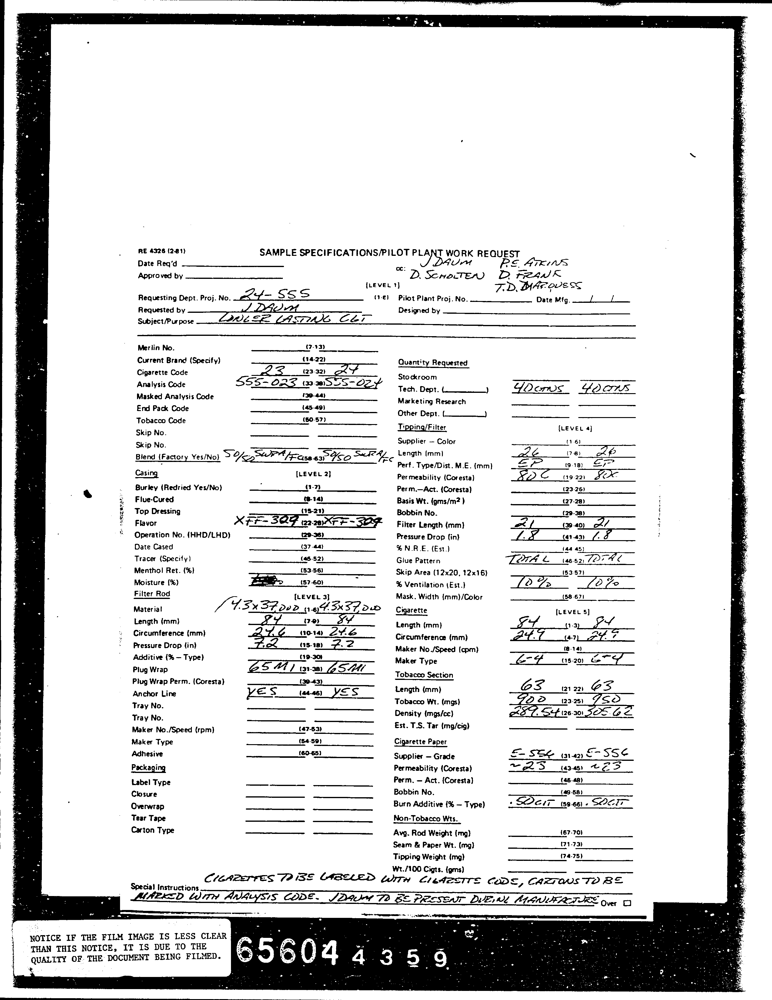 RE 4326 (2-81)
SAMPLE SPECIFICATIONS/PILOT PLANT WORK REQUEST
Date Req'd
cc: J DAUM P.E ATKINS
Approved by
D. SCHOLTEN D. FRANK
[LEVEL 1]
T.D. MARQUESS
Requesting Dept. Proj. No. 24-555 (1-6) Pilot Plant Proj. No. Date Mfg. / /
Requested by J DAUM Designed by
Subject/Purpose LONGER LASTING CGT
Merlin No. (7-13)
Current Brand (Specify) (14-22) Quantity Requested
Cigarette Code 23 (23-32) 24 Stockroom
Analysis Code 555-023 (33-38) 555-024 Tech. Dept. ( ) 40 CTNS 40 CTNS
Masked Analysis Code (39-44) Marketing Research
End Pack Code (45-49) Other Dept. ( )
Tobacco Code (50-57) Tipping/Filter [LEVEL 4]
Skip No. Supplier – Color (1-6)
Skip No. Length (mm) 26 (7-8) 26
Blend (Factory Yes/No) 50/50 (58-63) 50/50
Perf. Type/Dist. M.E. (mm) EP (9-18) EP
Casing [LEVEL 2] Permeability (Coresta) 80C (19-22) 80C
Burley (Redried Yes/No) (1-7) Perm.–Act. (Coresta) (23-26)
Flue-Cured (8-14) Basis Wt. (gms/m²) (27-28)
Top Dressing (15-21) Bobbin No. (29-38)
Flavor XFF-309 (22-28) XFF-309 Filter Length (mm) 21 (39-40) 21
Operation No. (HHD/LHD) (29-36) Pressure Drop (in) 1.8 (41-43) 1.8
Date Cased (37-44) % N.R.E. (Est.) (44-45)
Tracer (Specify) (45-52) Glue Pattern TOTAL (46-52) TOTAL
Menthol Ret. (%) (53-56) Skip Area (12x20, 12x16) (53-57)
Moisture (%) (57-60) % Ventilation (Est.) 10% 10%
Filter Rod [LEVEL 3] Mask. Width (mm)/Color (58-67)
Material 4.3x37,000 (1-6) 4.3x37,000 Cigarette [LEVEL 5]
Length (mm) 84 (7-9) 84 Length (mm) 84 (1-3) 84
Circumference (mm) 24.6 (10-14) 24.6 Circumference (mm) 24.9 (4-7) 24.9
Pressure Drop (in) 7.2 (15-18) 7.2 Maker No./Speed (cpm) (8-14)
Additive (% – Type) (19-30) Maker Type 6-4 (15-20) 6-4
Plug Wrap 65 M1 (31-38) 65 M1 Tobacco Section
Plug Wrap Perm. (Coresta) (39-43) Length (mm) 63 (21-22) 63
Anchor Line YES (44-46) YES Tobacco Wt. (mgs) 900 (23-25) 950
Tray No. Density (mgs/cc) 289.54 (26-30) 305.62
Tray No. Est. T.S. Tar (mg/cig)
Maker No./Speed (rpm) (47-53)
Maker Type (54-59) Cigarette Paper
Adhesive (60-65) Supplier – Grade E-556 (31-42) E-556
Packaging Permeability (Coresta) ~23 (43-45) ~23
Label Type Perm. – Act. (Coresta) (46-48)
Closure Bobbin No. (49-58)
Overwrap Burn Additive (% – Type) .50CIT (59-66) .50CIT
Tear Tape Non-Tobacco Wts.
Carton Type Avg. Rod Weight (mg) (67-70)
Seam & Paper Wt. (mg) (71-73)
Tipping Weight (mg) (74-75)
Wt./100 Cigts. (gms)
Special Instructions CIGARETTES TO BE LABELED WITH CIGARETTE CODE, CARTONS TO BE
MARKED WITH ANALYSIS CODE. J DAUM TO BE PRESENT DURING MANUFACTURE Over
NOTICE IF THE FILM IMAGE IS LESS CLEAR
THAN THIS NOTICE, IT IS DUE TO THE
QUALITY OF THE DOCUMENT BEING FILMED.
65604 4359